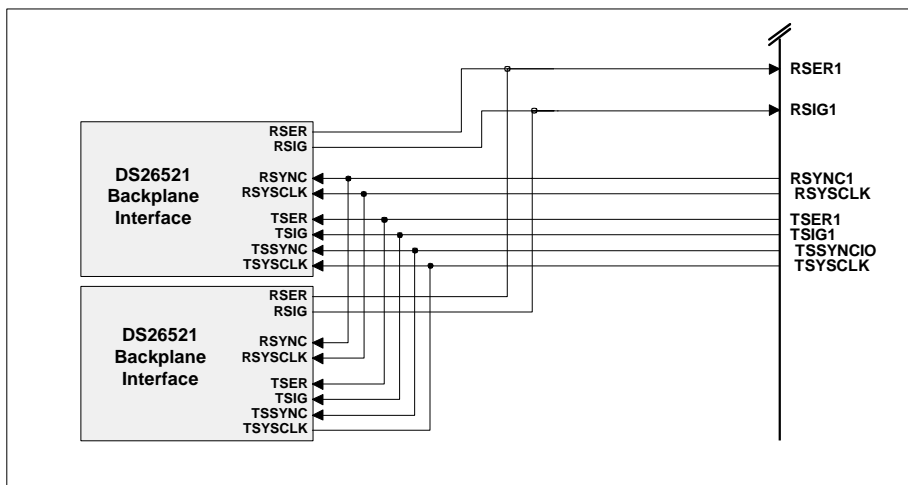 RSER1
RSIG1
RSER
RSIG
DS26521
Backplane
Interface
RSYNC
RSYSCLK
TSER
TSIG
TSSYNC
TSYSCLK
RSYNC1
RSYSCLK
TSER1
TSIG1
TSSYNCIO
TSYSCLK
RSER
RSIG
DS26521
Backplane
Interface
RSYNC
RSYSCLK
TSER
TSIG
TSSYNC
TSYSCLK